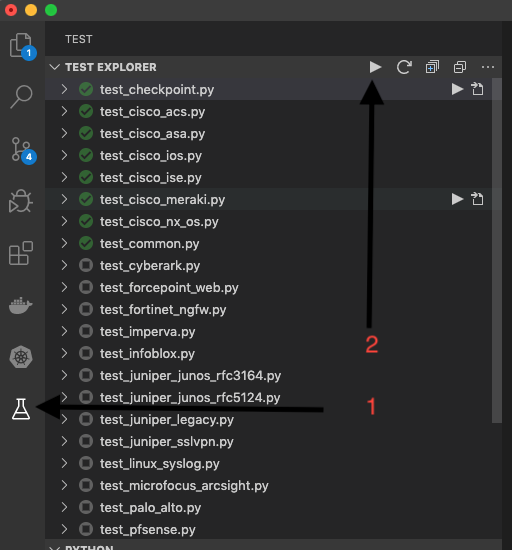 TEST
1
TEST EXPLORER
test_checkpoint.py
test_cisco_acs.py
test_cisco_asa.py
4
test_cisco_ios.py
test_cisco_ise.py
test_cisco_meraki.py
test_cisco_nx_os.py
test_common.py
test_cyberark.py
test_forcepoint_web.py
test_fortinet_ngfw.py
test_imperva.py
2
test_infoblox.py
test_juniper_junos_rfc3164.py
test_juniper_junos_rfc5124.py
1
test_juniper_legacy.py
test_juniper_sslvpn.py
test_linux_syslog.py
test_microfocus_arcsight.py
test_palo_alto.py
test_pfsense.py
PYTHON